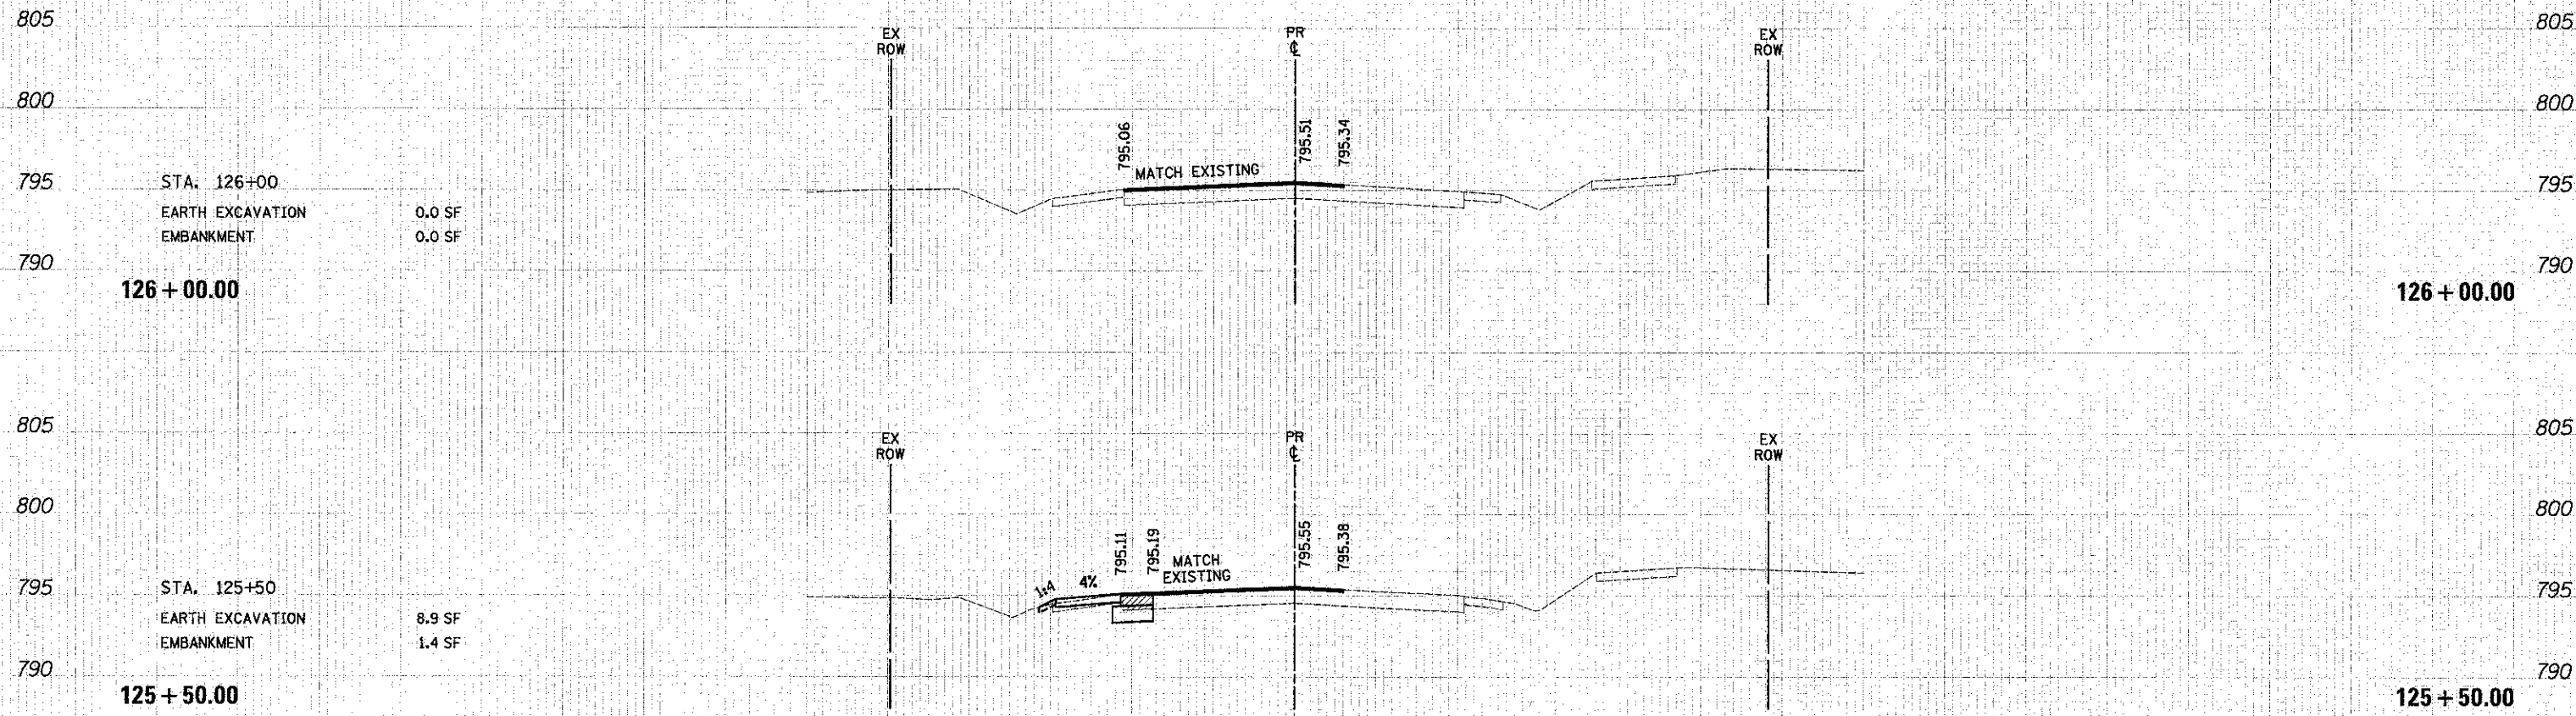 805 805
EX ROW PR ℄ EX ROW
800 800
795.06 795.51 795.34
MATCH EXISTING
795 795
STA. 126+00
EARTH EXCAVATION 0.0 SF
EMBANKMENT 0.0 SF
790 790
126 + 00.00 126 + 00.00
805 805
EX ROW PR ℄ EX ROW
800 800
795.11 795.19 795.55 795.38
MATCH EXISTING
1:4 4%
795 795
STA. 125+50
EARTH EXCAVATION 8.9 SF
EMBANKMENT 1.4 SF
790 790
125 + 50.00 125 + 50.00